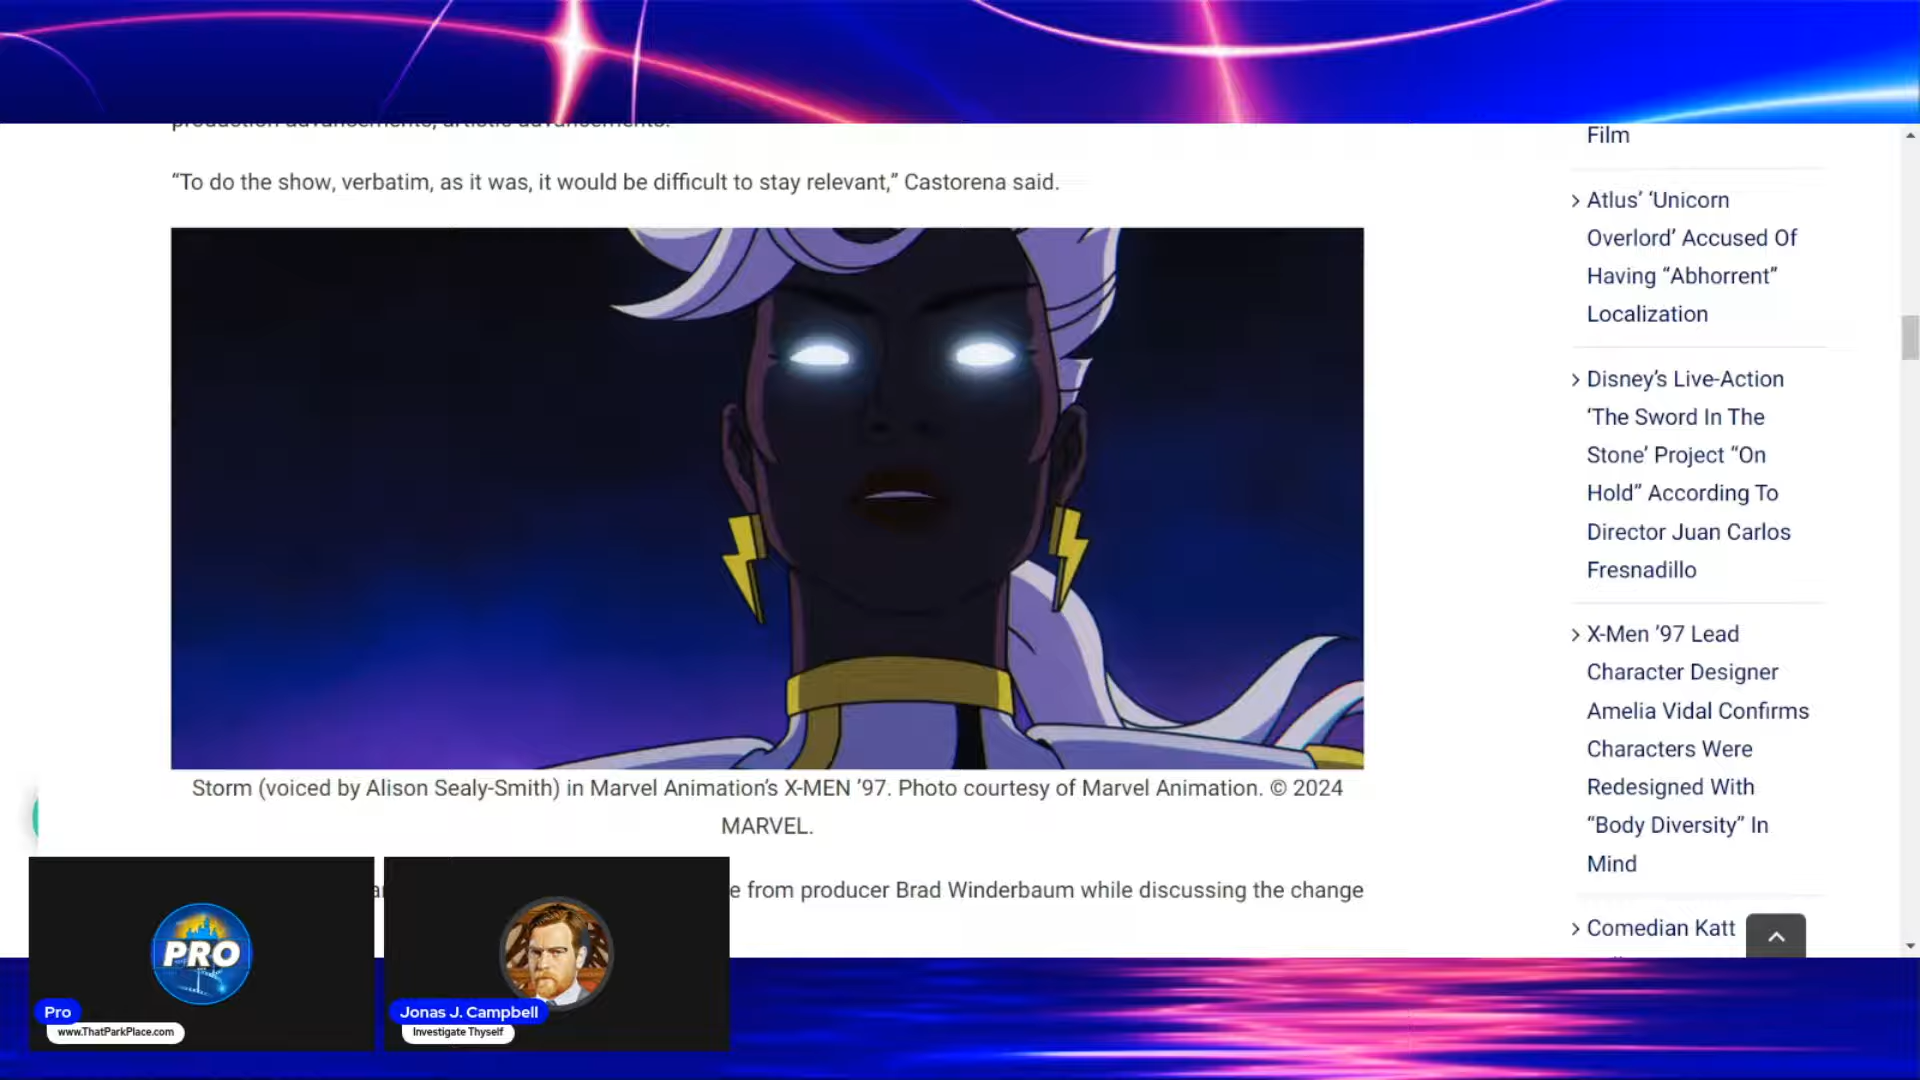 production advancements, artistic advancements.
“To do the show, verbatim, as it was, it would be difficult to stay relevant,” Castorena said.
Storm (voiced by Alison Sealy-Smith) in Marvel Animation’s X-MEN ’97. Photo courtesy of Marvel Animation. © 2024
MARVEL.
from producer Brad Winderbaum while discussing the change
Film
Atlus’ ‘Unicorn
Overlord’ Accused Of
Having “Abhorrent”
Localization
Disney’s Live-Action
‘The Sword In The
Stone’ Project “On
Hold” According To
Director Juan Carlos
Fresnadillo
X-Men ’97 Lead
Character Designer
Amelia Vidal Confirms
Characters Were
Redesigned With
“Body Diversity” In
Mind
Comedian Katt
PRO
Pro
www.ThatParkPlace.com
Jonas J. Campbell
Investigate Thyself